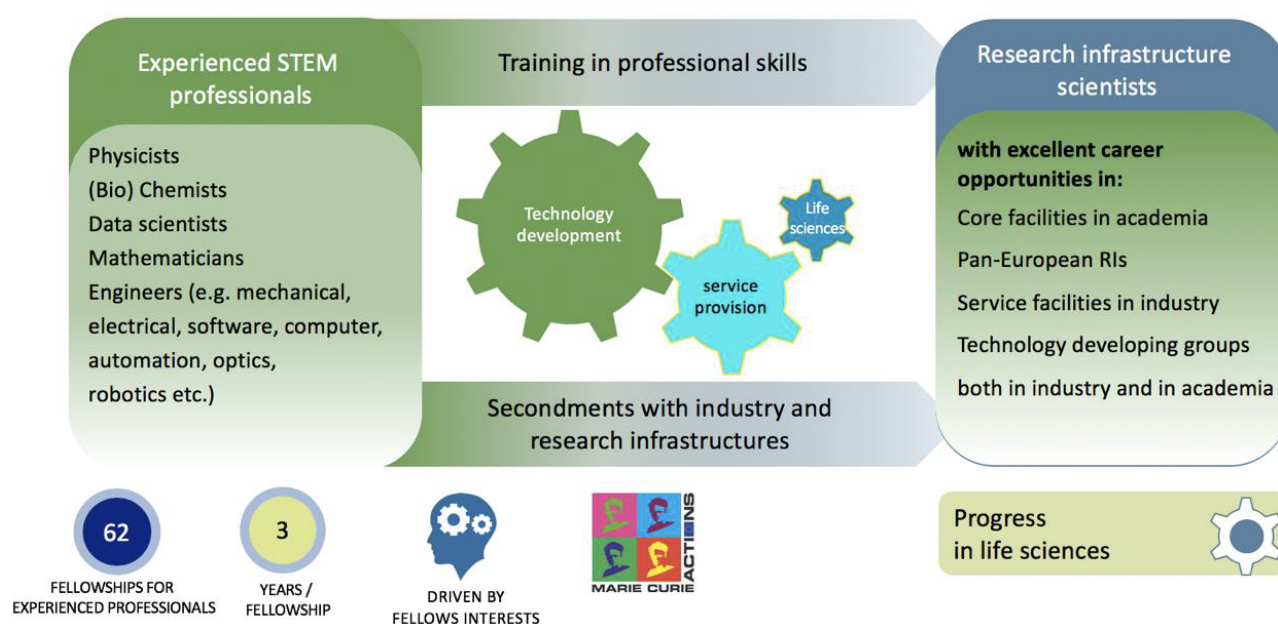 Experienced STEM
professionals
Physicists
(Bio) Chemists
Data scientists
Mathematicians
Engineers (e.g. mechanical,
electrical, software, computer,
automation, optics,
robotics etc.)
Training in professional skills
Technology
development
service
provision
Life
sciences
Secondments with industry and
research infrastructures
Research infrastructure
scientists
with excellent career
opportunities in:
Core facilities in academia
Pan-European RIs
Service facilities in industry
Technology developing groups
both in industry and in academia
62
FELLOWSHIPS FOR
EXPERIENCED PROFESSIONALS
3
YEARS /
FELLOWSHIP
DRIVEN BY
FELLOWS INTERESTS
MARIE CURIE
ACTIONS
Progress
in life sciences